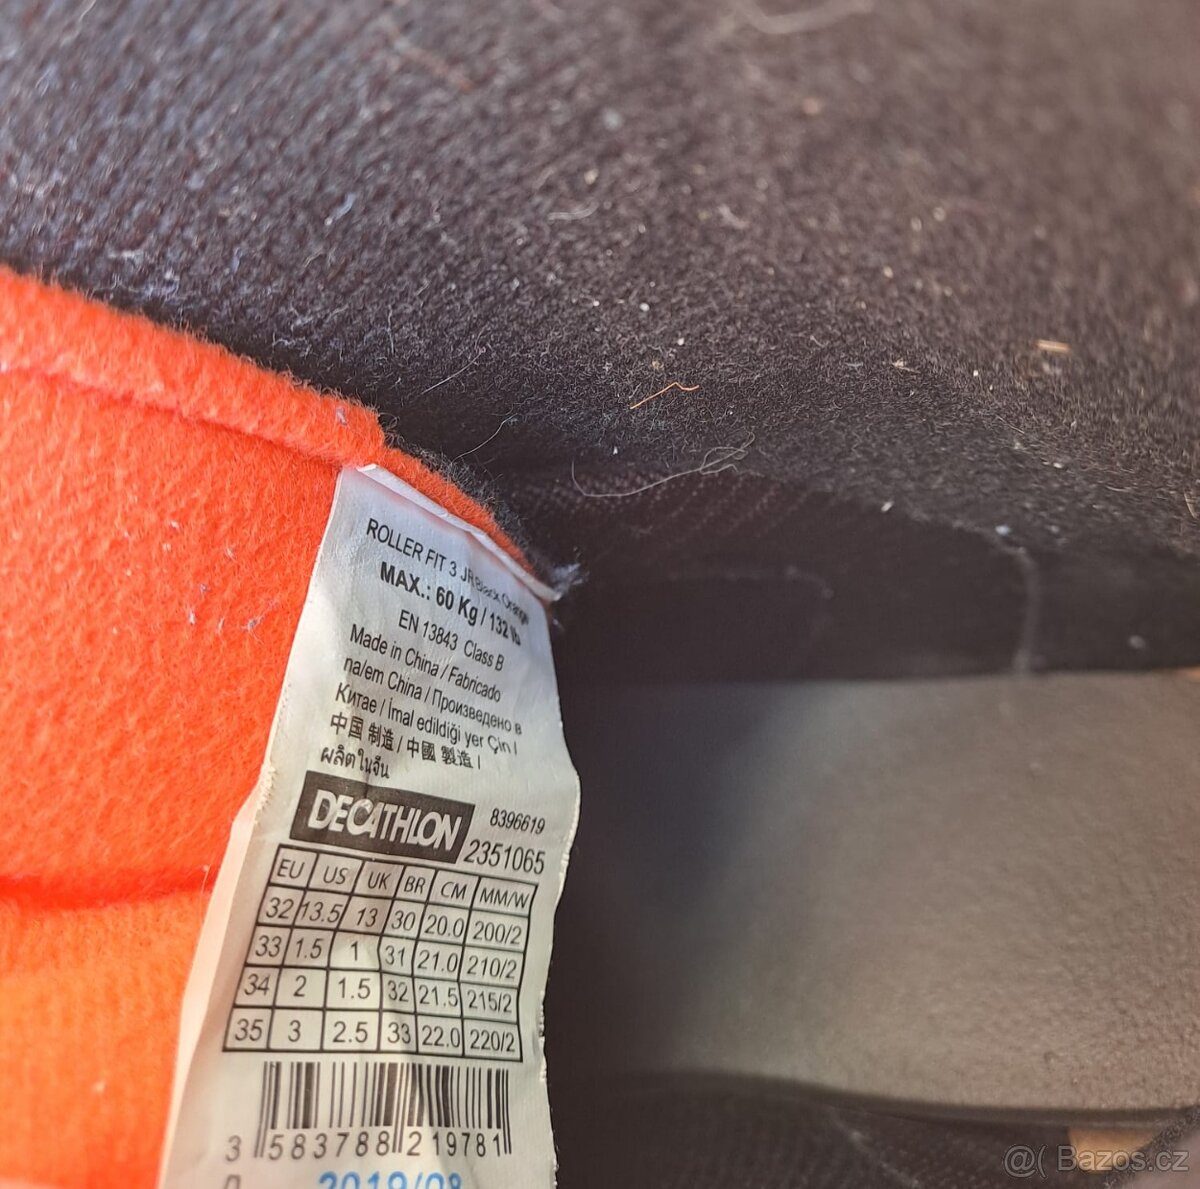 ROLLER FIT 3 JR Black Orange
MAX.: 60 Kg / 132 lb
EN 13843 Class B
Made in China / Fabricado
na/em China / Произведено в
Китае / İmal edildiği yer Çin /
中国 制造 / 中國 製造 /
ผลิตในจีน
DECATHLON 8396619
2351065
EU US UK BR CM MM/W
32 13.5 13 30 20.0 200/2
33 1.5 1 31 21.0 210/2
34 2 1.5 32 21.5 215/2
35 3 2.5 33 22.0 220/2
3 583788 219781
2019/08
@( Bazos.cz